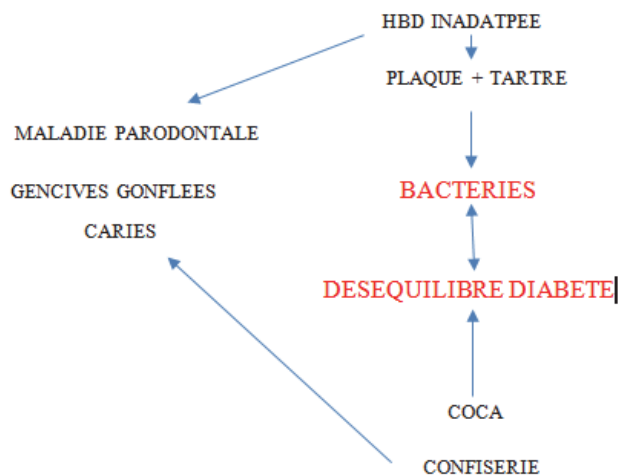 HBD INADATPEE
PLAQUE + TARTRE
MALADIE PARODONTALE
GENCIVES GONFLEES
BACTERIES
CARIES
DESEQUILIBRE DIABETE
COCA
CONFISERIE